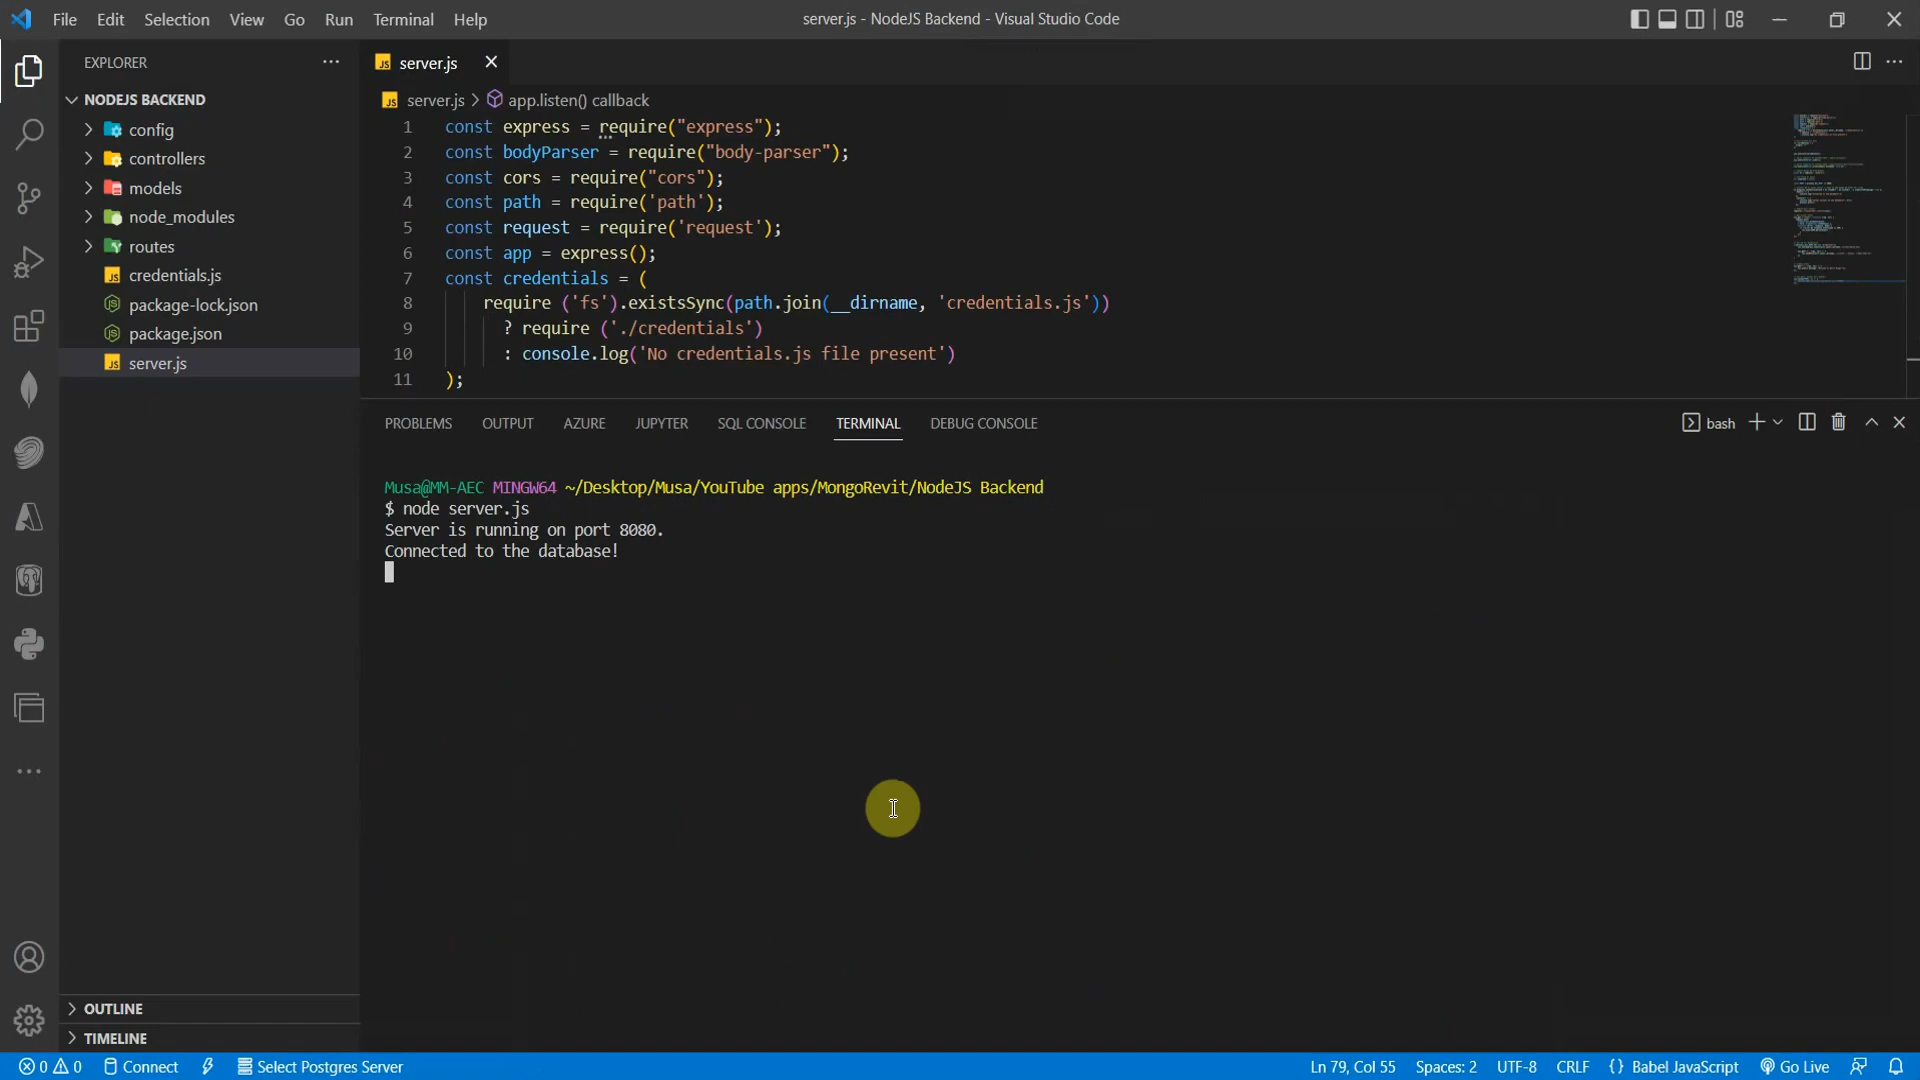 File Edit Selection View Go Run Terminal Help
server.js - NodeJS Backend - Visual Studio Code
EXPLORER
NODEJS BACKEND
config
controllers
models
node_modules
routes
credentials.js
package-lock.json
package.json
server.js
OUTLINE
TIMELINE
JS server.js
JS server.js > app.listen() callback
1 const express = require("express");
2 const bodyParser = require("body-parser");
3 const cors = require("cors");
4 const path = require('path');
5 const request = require('request');
6 const app = express();
7 const credentials = (
8 require ('fs').existsSync(path.join(__dirname, 'credentials.js'))
9 ? require ('./credentials')
10 : console.log('No credentials.js file present')
11 );
PROBLEMS OUTPUT AZURE JUPYTER SQL CONSOLE TERMINAL DEBUG CONSOLE
bash
Musa@MM-AEC MINGW64 ~/Desktop/Musa/YouTube apps/MongoRevit/NodeJS Backend
$ node server.js
Server is running on port 8080.
Connected to the database!
0 0 Connect Select Postgres Server Ln 79, Col 55 Spaces: 2 UTF-8 CRLF {} Babel JavaScript Go Live